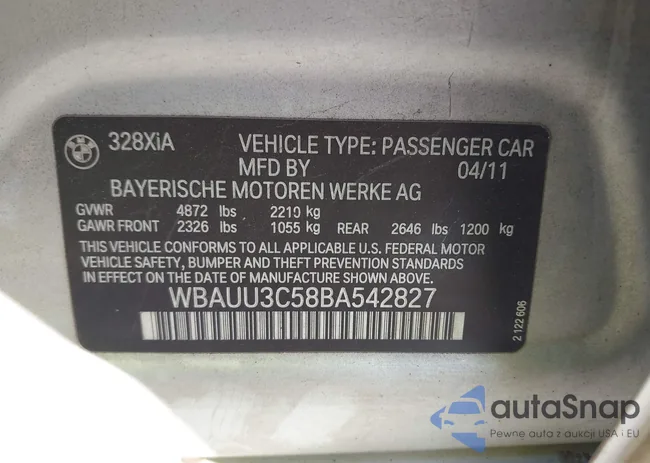 BMW
328XiA VEHICLE TYPE: PASSENGER CAR
MFD BY 04/11
BAYERISCHE MOTOREN WERKE AG
GVWR 4872 lbs 2210 kg
GAWR FRONT 2326 lbs 1055 kg REAR 2646 lbs 1200 kg
THIS VEHICLE CONFORMS TO ALL APPLICABLE U.S. FEDERAL MOTOR
VEHICLE SAFETY, BUMPER AND THEFT PREVENTION STANDARDS
IN EFFECT ON THE DATE OF MANUFACTURE SHOWN ABOVE.
WBAUU3C58BA542827
2 122 606
autoSnap
Pewne auta z aukcji USA i EU